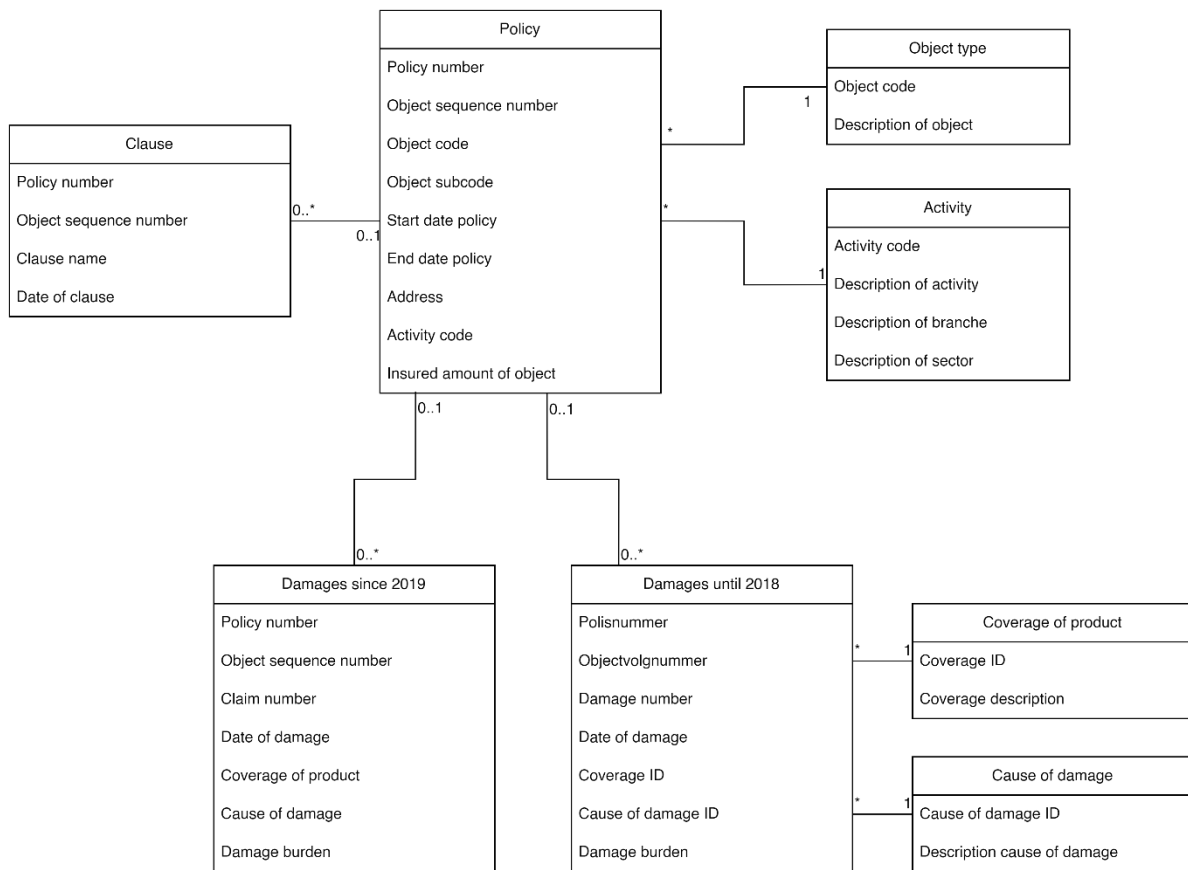 Policy
Policy number
Object sequence number
Object code
Object subcode
Start date policy
End date policy
Address
Activity code
Insured amount of object
Object type
Object code
Description of object
1
*
Clause
Policy number
Object sequence number
Clause name
Date of clause
0..*
0..1
Activity
Activity code
Description of activity
Description of branche
Description of sector
*
1
0..1
0..1
0..*
0..*
Damages since 2019
Policy number
Object sequence number
Claim number
Date of damage
Coverage of product
Cause of damage
Damage burden
Damages until 2018
Polisnummer
Objectvolgnummer
Damage number
Date of damage
Coverage ID
Cause of damage ID
Damage burden
*
1
Coverage of product
Coverage ID
Coverage description
*
1
Cause of damage
Cause of damage ID
Description cause of damage